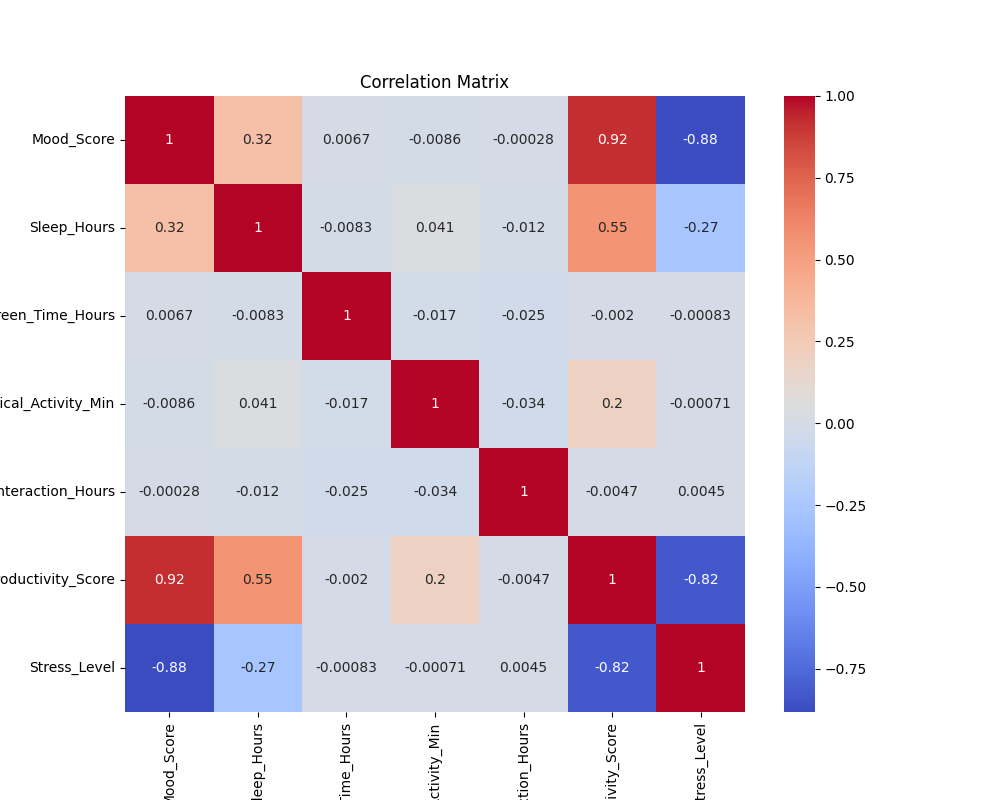 Correlation Matrix
Mood_Score 1 0.32 0.0067 -0.0086 -0.00028 0.92 -0.88
Sleep_Hours 0.32 1 -0.0083 0.041 -0.012 0.55 -0.27
reen_Time_Hours 0.0067 -0.0083 1 -0.017 -0.025 -0.002 -0.00083
ical_Activity_Min -0.0086 0.041 -0.017 1 -0.034 0.2 -0.00071
nteraction_Hours -0.00028 -0.012 -0.025 -0.034 1 -0.0047 0.0045
roductivity_Score 0.92 0.55 -0.002 0.2 -0.0047 1 -0.82
Stress_Level -0.88 -0.27 -0.00083 -0.00071 0.0045 -0.82 1
Mood_Score
leep_Hours
Time_Hours
ctivity_Min
ction_Hours
ivity_Score
tress_Level
1.00
0.75
0.50
0.25
0.00
−0.25
−0.50
−0.75